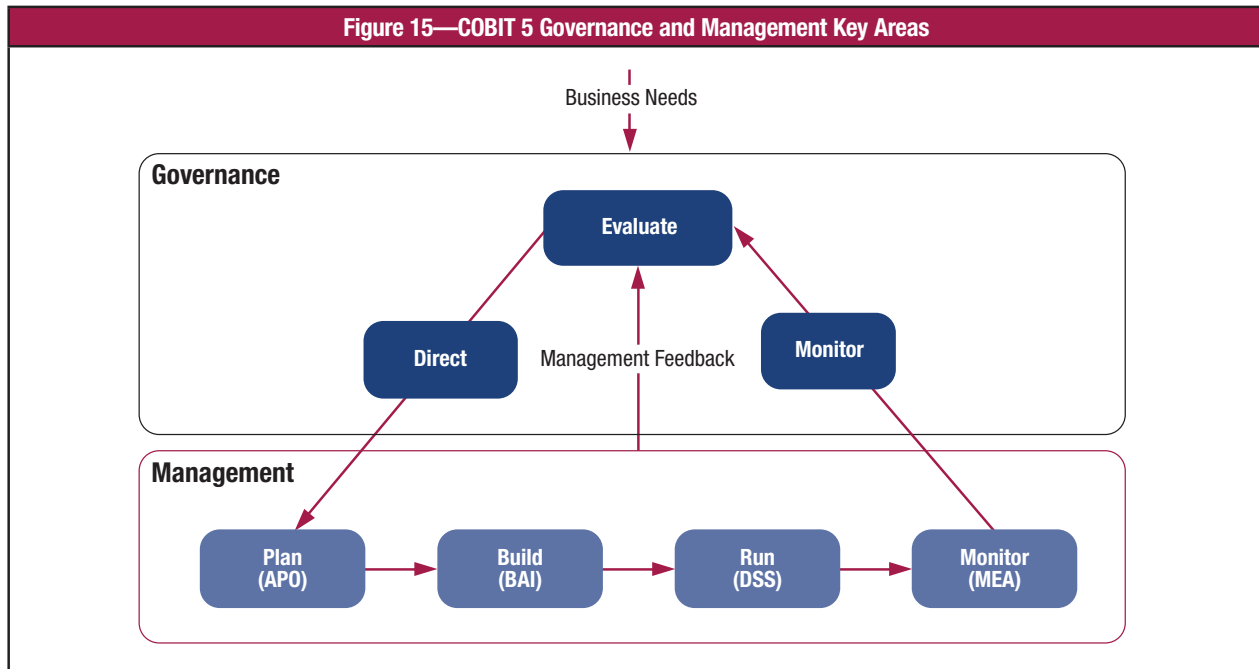 Figure 15—COBIT 5 Governance and Management Key Areas
Business Needs
Governance
Evaluate
Direct
Management Feedback
Monitor
Management
Plan
(APO)
Build
(BAI)
Run
(DSS)
Monitor
(MEA)